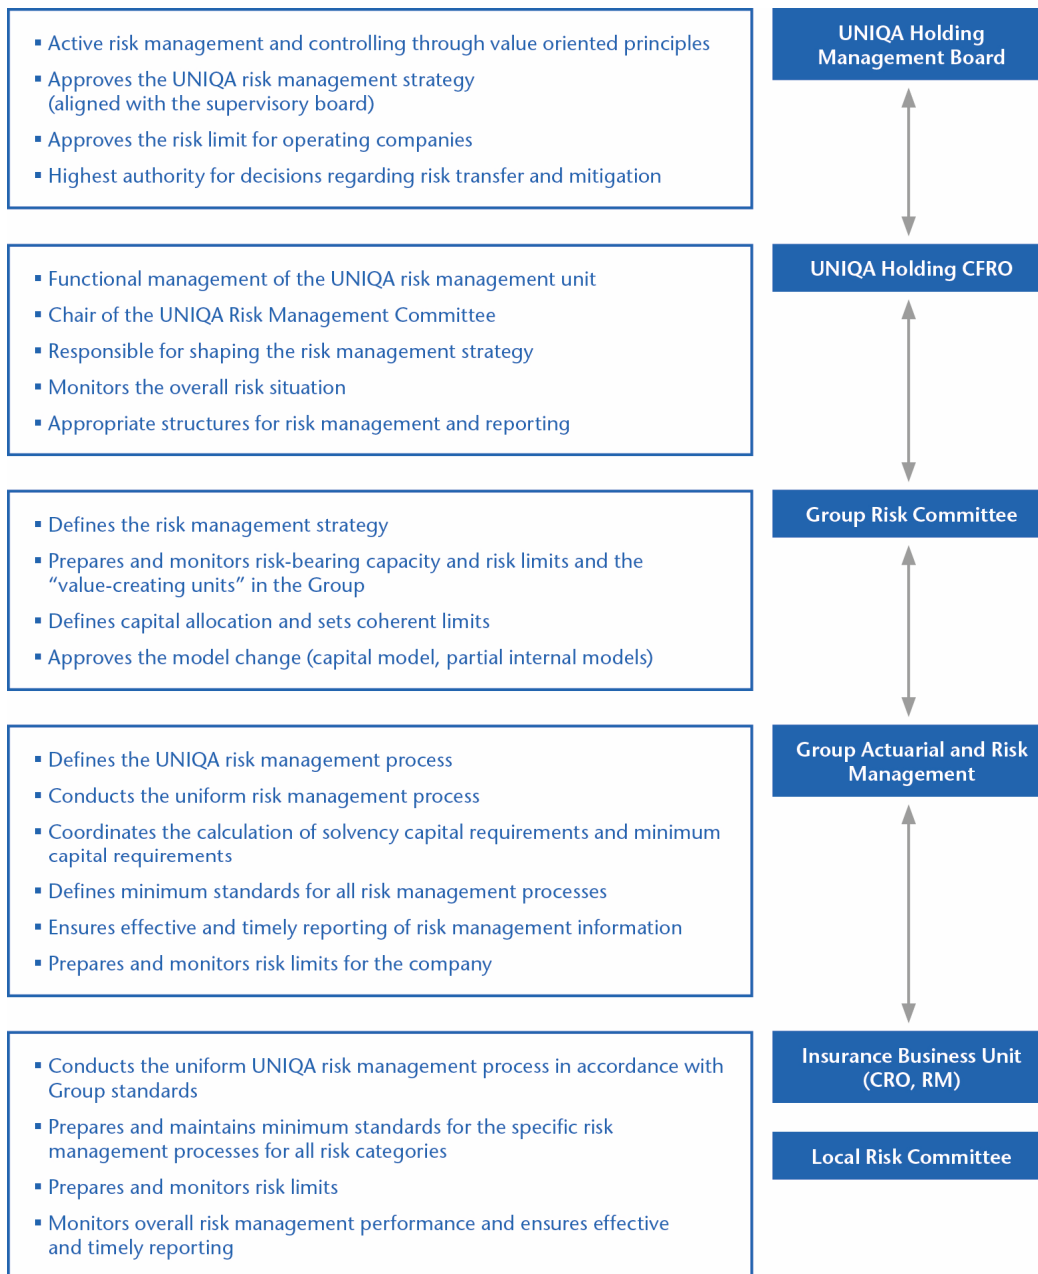 ▪ Active risk management and controlling through value oriented principles
▪ Approves the UNIQA risk management strategy
(aligned with the supervisory board)
▪ Approves the risk limit for operating companies
▪ Highest authority for decisions regarding risk transfer and mitigation
UNIQA Holding
Management Board
▪ Functional management of the UNIQA risk management unit
▪ Chair of the UNIQA Risk Management Committee
▪ Responsible for shaping the risk management strategy
▪ Monitors the overall risk situation
▪ Appropriate structures for risk management and reporting
UNIQA Holding CFRO
▪ Defines the risk management strategy
▪ Prepares and monitors risk-bearing capacity and risk limits and the
“value-creating units” in the Group
▪ Defines capital allocation and sets coherent limits
▪ Approves the model change (capital model, partial internal models)
Group Risk Committee
▪ Defines the UNIQA risk management process
▪ Conducts the uniform risk management process
▪ Coordinates the calculation of solvency capital requirements and minimum
capital requirements
▪ Defines minimum standards for all risk management processes
▪ Ensures effective and timely reporting of risk management information
▪ Prepares and monitors risk limits for the company
Group Actuarial and Risk
Management
▪ Conducts the uniform UNIQA risk management process in accordance with
Group standards
▪ Prepares and maintains minimum standards for the specific risk
management processes for all risk categories
▪ Prepares and monitors risk limits
▪ Monitors overall risk management performance and ensures effective
and timely reporting
Insurance Business Unit
(CRO, RM)
Local Risk Committee